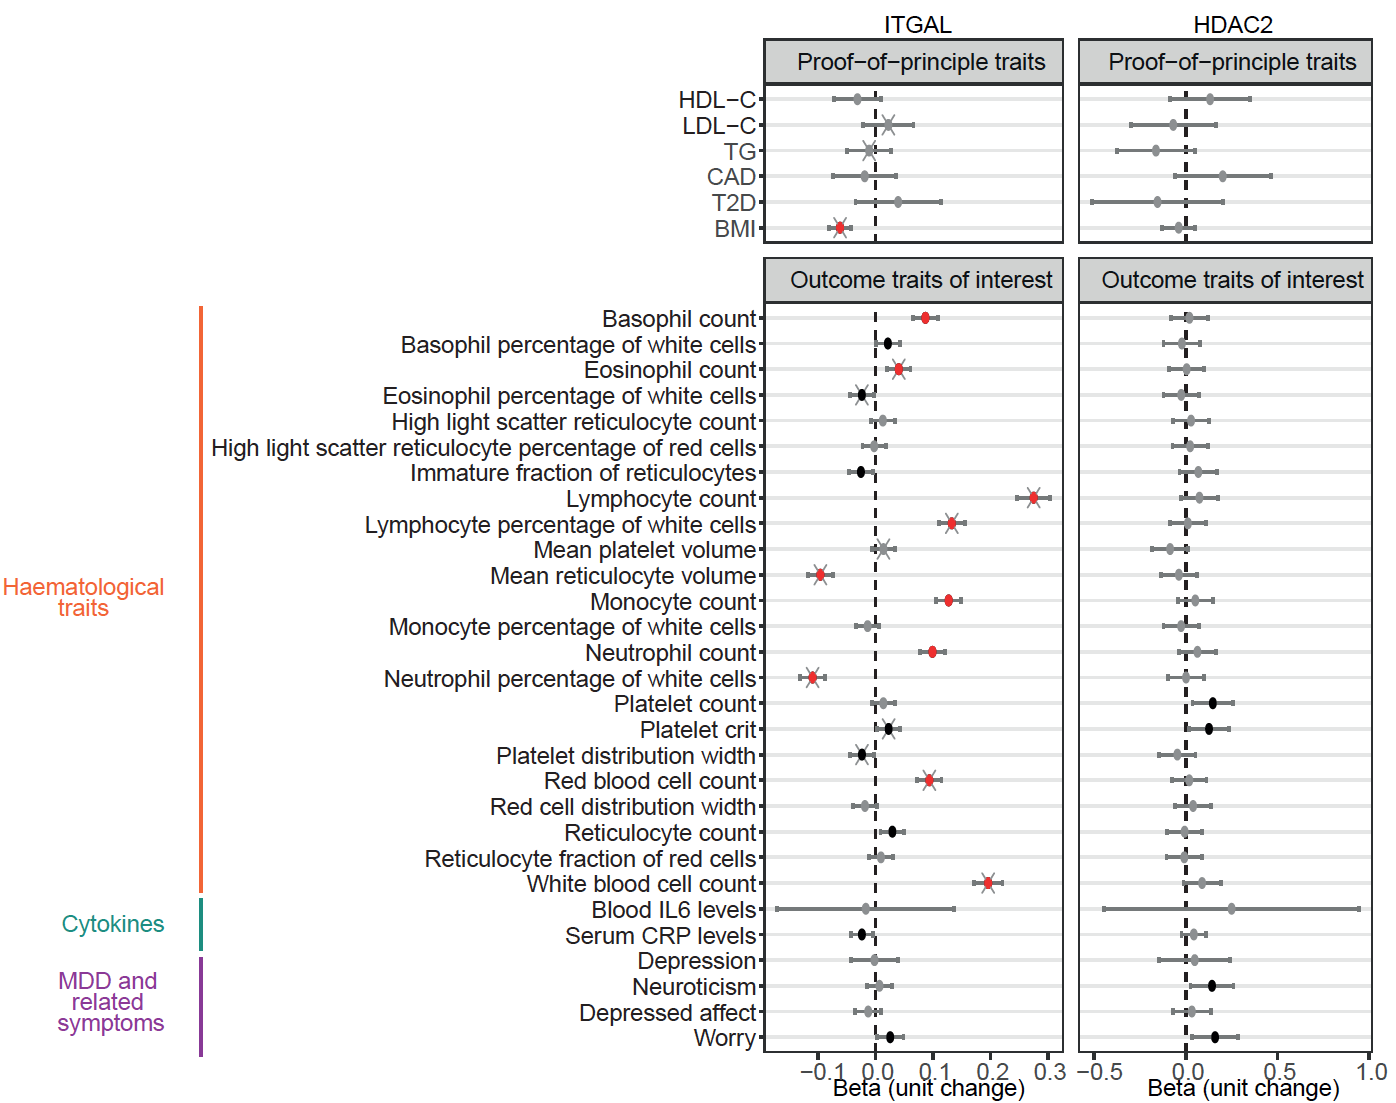 ITGAL
HDAC2
Proof−of−principle traits
Proof−of−principle traits
HDL−C
LDL−C
TG
CAD
T2D
BMI
Outcome traits of interest
Outcome traits of interest
Basophil count
Basophil percentage of white cells
Eosinophil count
Eosinophil percentage of white cells
High light scatter reticulocyte count
High light scatter reticulocyte percentage of red cells
Immature fraction of reticulocytes
Lymphocyte count
Lymphocyte percentage of white cells
Mean platelet volume
Mean reticulocyte volume
Monocyte count
Monocyte percentage of white cells
Neutrophil count
Neutrophil percentage of white cells
Platelet count
Platelet crit
Platelet distribution width
Red blood cell count
Red cell distribution width
Reticulocyte count
Reticulocyte fraction of red cells
White blood cell count
Blood IL6 levels
Serum CRP levels
Depression
Neuroticism
Depressed affect
Worry
Haematological
traits
Cytokines
MDD and
related
symptoms
−0.1 0.0 0.1 0.2 0.3
−0.5 0.0 0.5 1.0
Beta (unit change)
Beta (unit change)